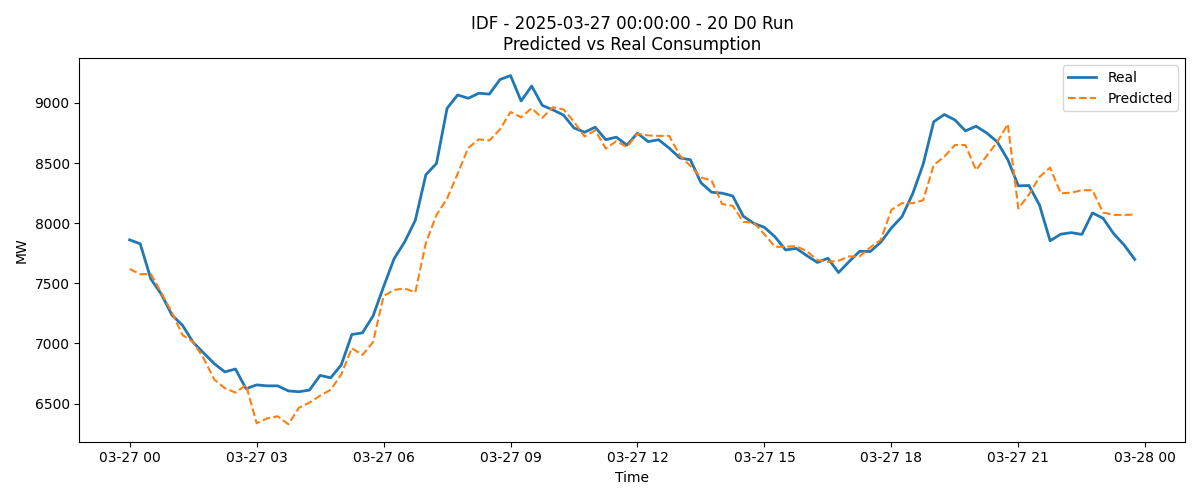 IDF - 2025-03-27 00:00:00 - 20 D0 Run
Predicted vs Real Consumption
Real
Predicted
MW
9000
8500
8000
7500
7000
6500
03-27 00
03-27 03
03-27 06
03-27 09
03-27 12
03-27 15
03-27 18
03-27 21
03-28 00
Time